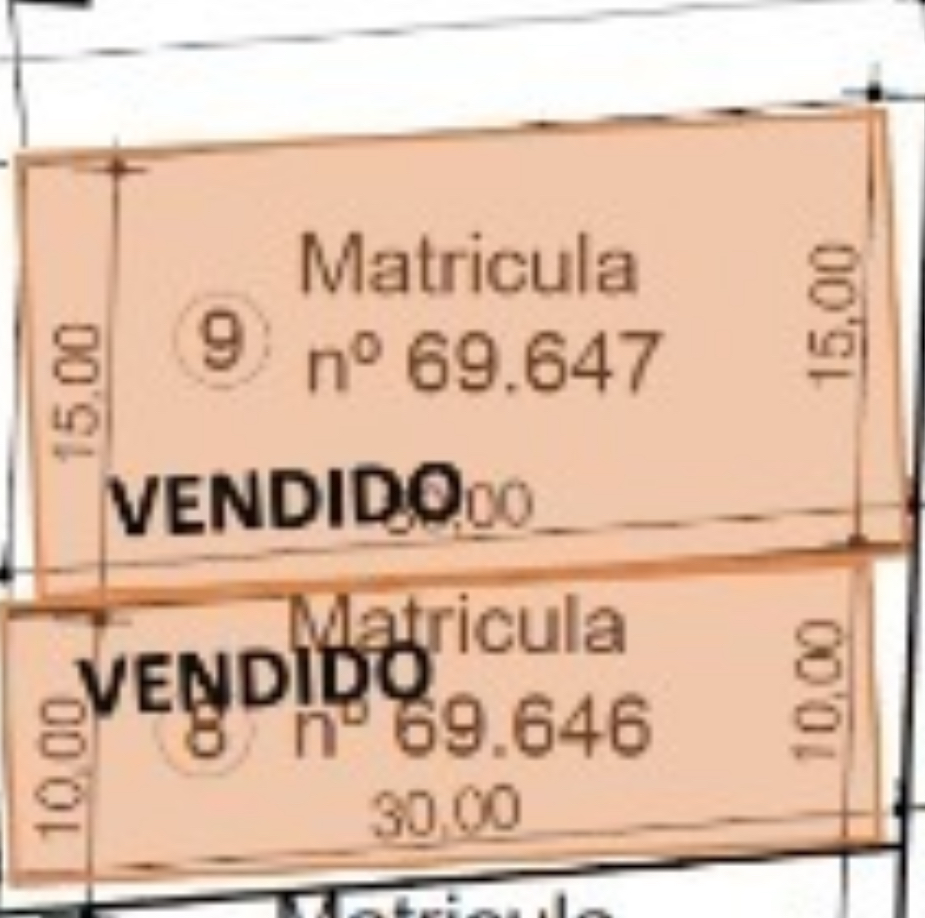 Matricula
9 nº 69.647
15,00
15,00
VENDIDO
Matricula
VENDIDO
8 nº 69.646
10,00
10,00
30,00
Matricula